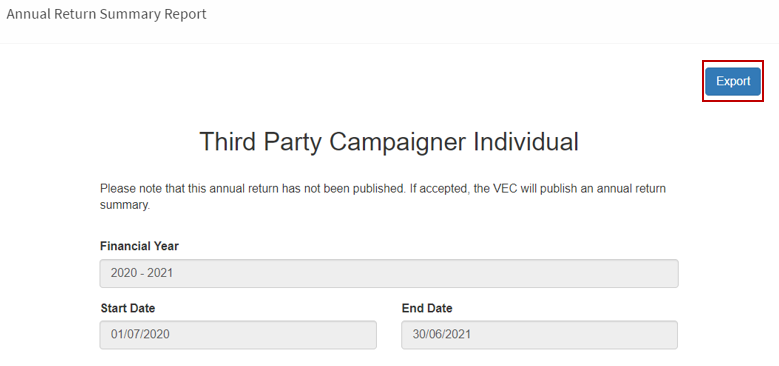 Annual Return Summary Report
Export
Third Party Campaigner Individual
Please note that this annual return has not been published. If accepted, the VEC will publish an annual return
summary.
Financial Year
2020 - 2021
Start Date
End Date
01/07/2020
30/06/2021